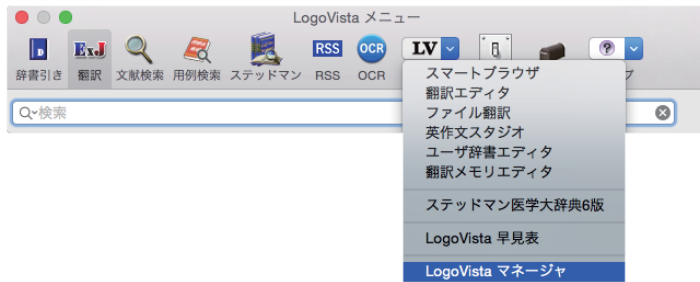 LogoVista メニュー
ExJ RSS OCR LV ?
辞書引き 翻訳 文献検索 用例検索 ステッドマン RSS OCR プ
検索
スマートブラウザ
翻訳エディタ
ファイル翻訳
英作文スタジオ
ユーザ辞書エディタ
翻訳メモリエディタ
ステッドマン医学大辞典6版
LogoVista 早見表
LogoVista マネージャ